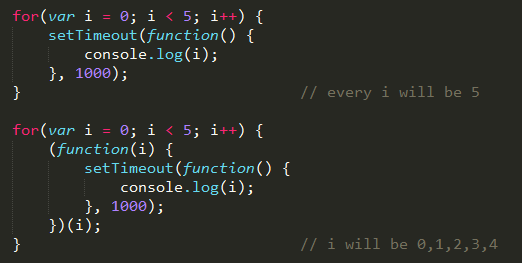 for(var i = 0; i < 5; i++) {
    setTimeout(function() {
        console.log(i);
    }, 1000);
}                               // every i will be 5
for(var i = 0; i < 5; i++) {
    (function(i) {
        setTimeout(function() {
            console.log(i);
        }, 1000);
    })(i);
}                               // i will be 0,1,2,3,4